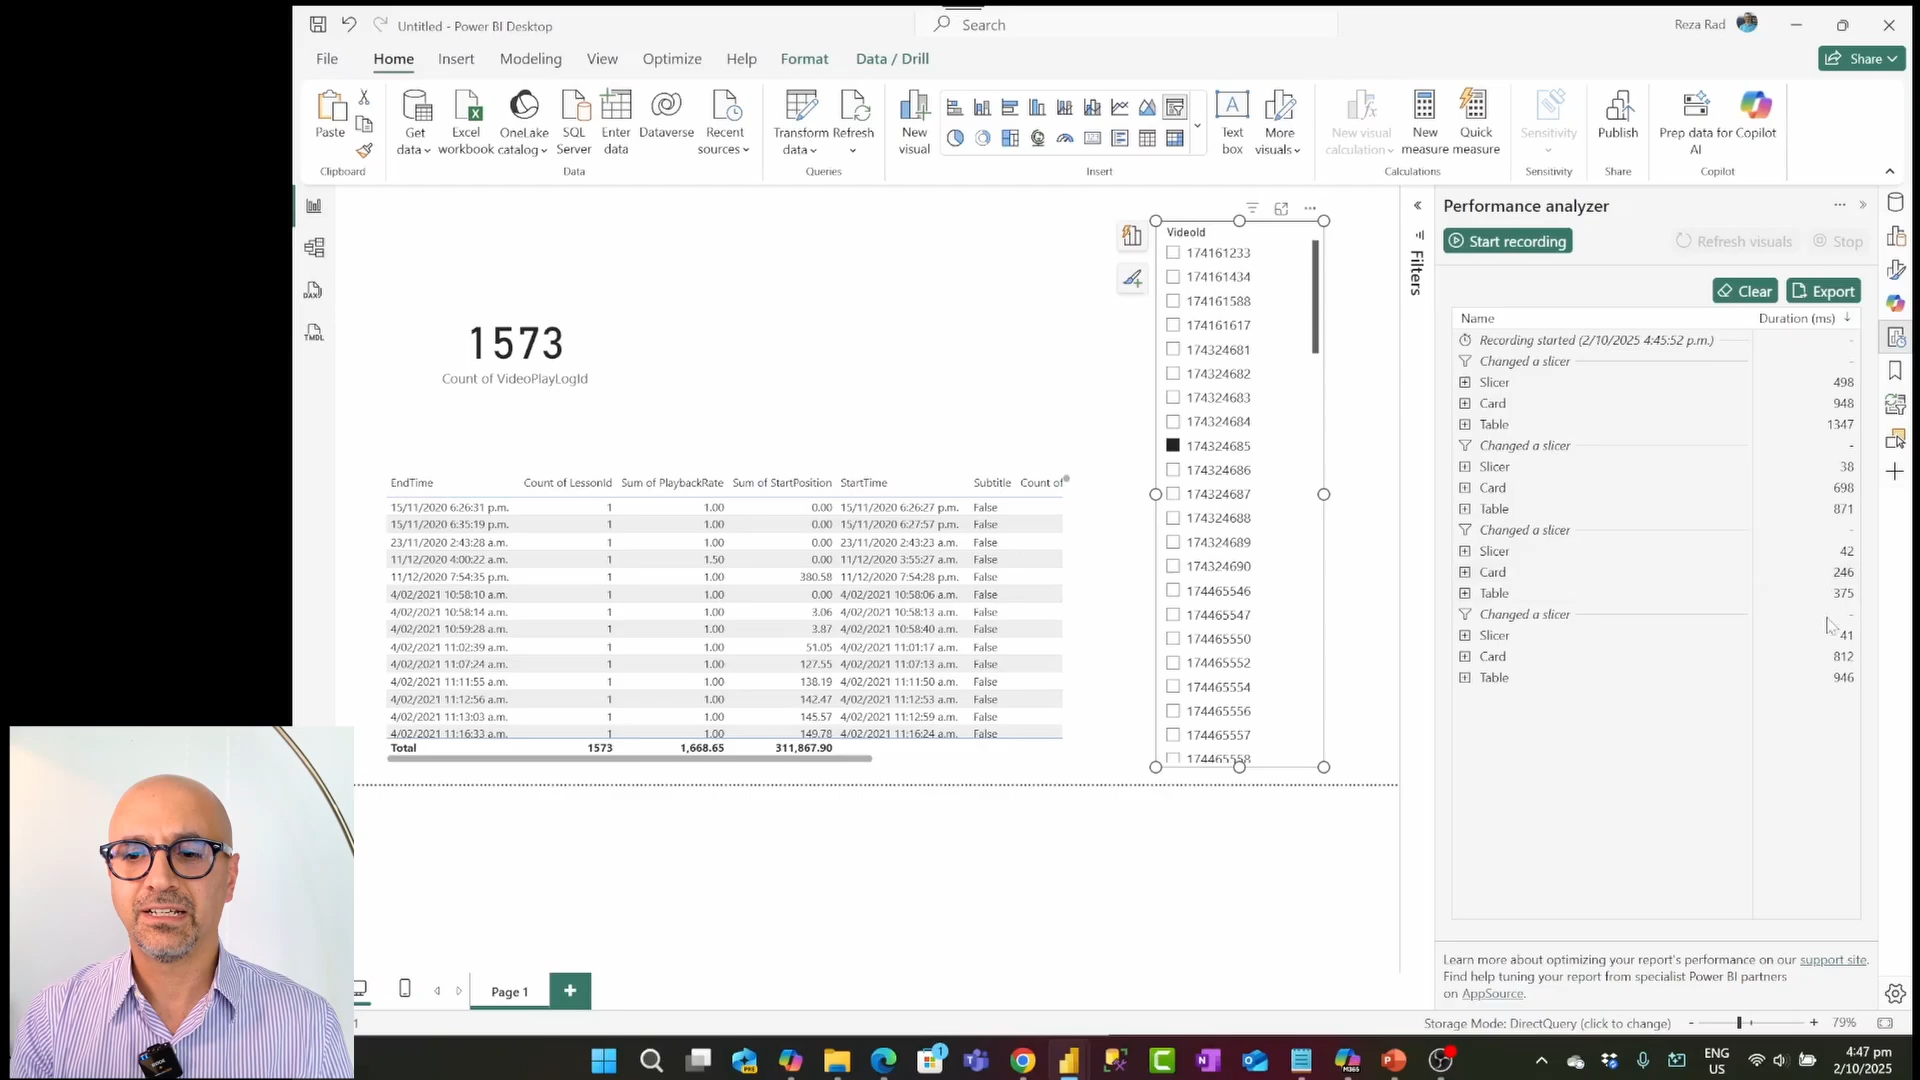 Untitled - Power BI Desktop
Search
Reza Rad
File Home Insert Modeling View Optimize Help Format Data / Drill
Share
Paste
Get data
Excel workbook
OneLake catalog
SQL Server
Enter data
Dataverse
Recent sources
Transform data
Refresh
New visual
Text box
More visuals
New visual calculation
New measure
Quick measure
Sensitivity
Publish
Prep data for AI
Copilot
Clipboard Data Queries Insert Calculations Sensitivity Share Copilot
DAX
TMDL
1573
Count of VideoPlayLogId
EndTime Count of LessonId Sum of PlaybackRate Sum of StartPosition StartTime Subtitle Count of
15/11/2020 6:26:31 p.m. 1 1.00 0.00 15/11/2020 6:26:27 p.m. False
15/11/2020 6:35:19 p.m. 1 1.00 0.00 15/11/2020 6:27:57 p.m. False
23/11/2020 2:43:28 a.m. 1 1.00 0.00 23/11/2020 2:43:23 a.m. False
11/12/2020 4:00:22 a.m. 1 1.50 0.00 11/12/2020 3:55:27 a.m. False
11/12/2020 7:54:35 p.m. 1 1.00 380.58 11/12/2020 7:54:28 p.m. False
4/02/2021 10:58:10 a.m. 1 1.00 0.00 4/02/2021 10:58:06 a.m. False
4/02/2021 10:58:14 a.m. 1 1.00 3.06 4/02/2021 10:58:13 a.m. False
4/02/2021 10:59:28 a.m. 1 1.00 3.87 4/02/2021 10:58:40 a.m. False
4/02/2021 11:02:39 a.m. 1 1.00 51.05 4/02/2021 11:01:17 a.m. False
4/02/2021 11:07:24 a.m. 1 1.00 127.55 4/02/2021 11:07:13 a.m. False
4/02/2021 11:11:55 a.m. 1 1.00 138.19 4/02/2021 11:11:50 a.m. False
4/02/2021 11:12:56 a.m. 1 1.00 142.47 4/02/2021 11:12:53 a.m. False
4/02/2021 11:13:03 a.m. 1 1.00 145.57 4/02/2021 11:12:59 a.m. False
4/02/2021 11:16:33 a.m. 1 1.00 149.78 4/02/2021 11:16:24 a.m. False
Total 1573 1,668.65 311,867.90
VideoId
174161233
174161434
174161588
174161617
174324681
174324682
174324683
174324684
174324685
174324686
174324687
174324688
174324689
174324690
174465546
174465547
174465550
174465552
174465554
174465556
174465557
174465558
Filters
Performance analyzer
Start recording Refresh visuals Stop
Clear Export
Name Duration (ms)
Recording started (2/10/2025 4:45:52 p.m.) -
Changed a slicer -
Slicer 498
Card 948
Table 1347
Changed a slicer -
Slicer 38
Card 698
Table 871
Changed a slicer -
Slicer 42
Card 246
Table 375
Changed a slicer -
Slicer 41
Card 812
Table 946
Learn more about optimizing your report's performance on our support site.
Find help tuning your report from specialist Power BI partners
on AppSource.
Page 1
Storage Mode: DirectQuery (click to change) - + 79%
ENG
US
4:47 pm
2/10/2025